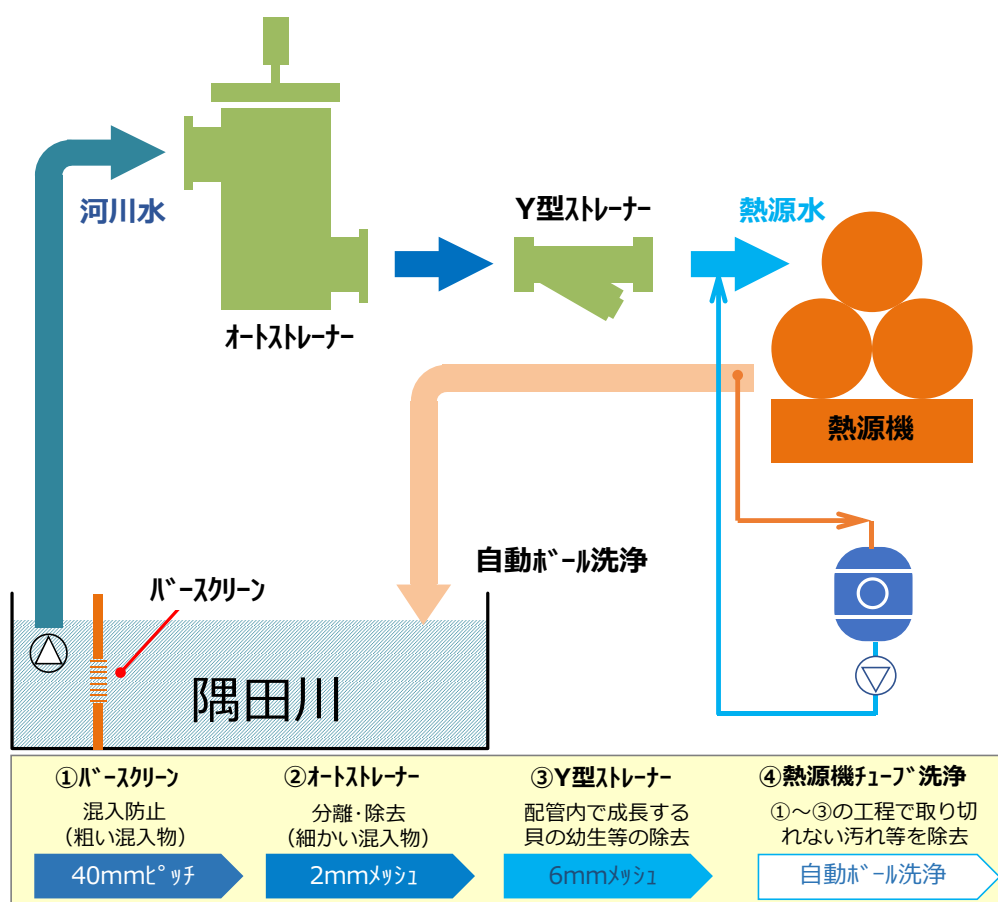 河川水
オートストレーナー
Y型ストレーナー
熱源水
熱源機
自動ボール洗浄
バースクリーン
隅田川
①バースクリーン
混入防止
(粗い混入物)
40mmピッチ
②オートストレーナー
分離･除去
(細かい混入物)
2mmメッシュ
③Y型ストレーナー
配管内で成長する
貝の幼生等の除去
6mmメッシュ
④熱源機チューブ洗浄
①～③の工程で取り切
れない汚れ等を除去
自動ボール洗浄